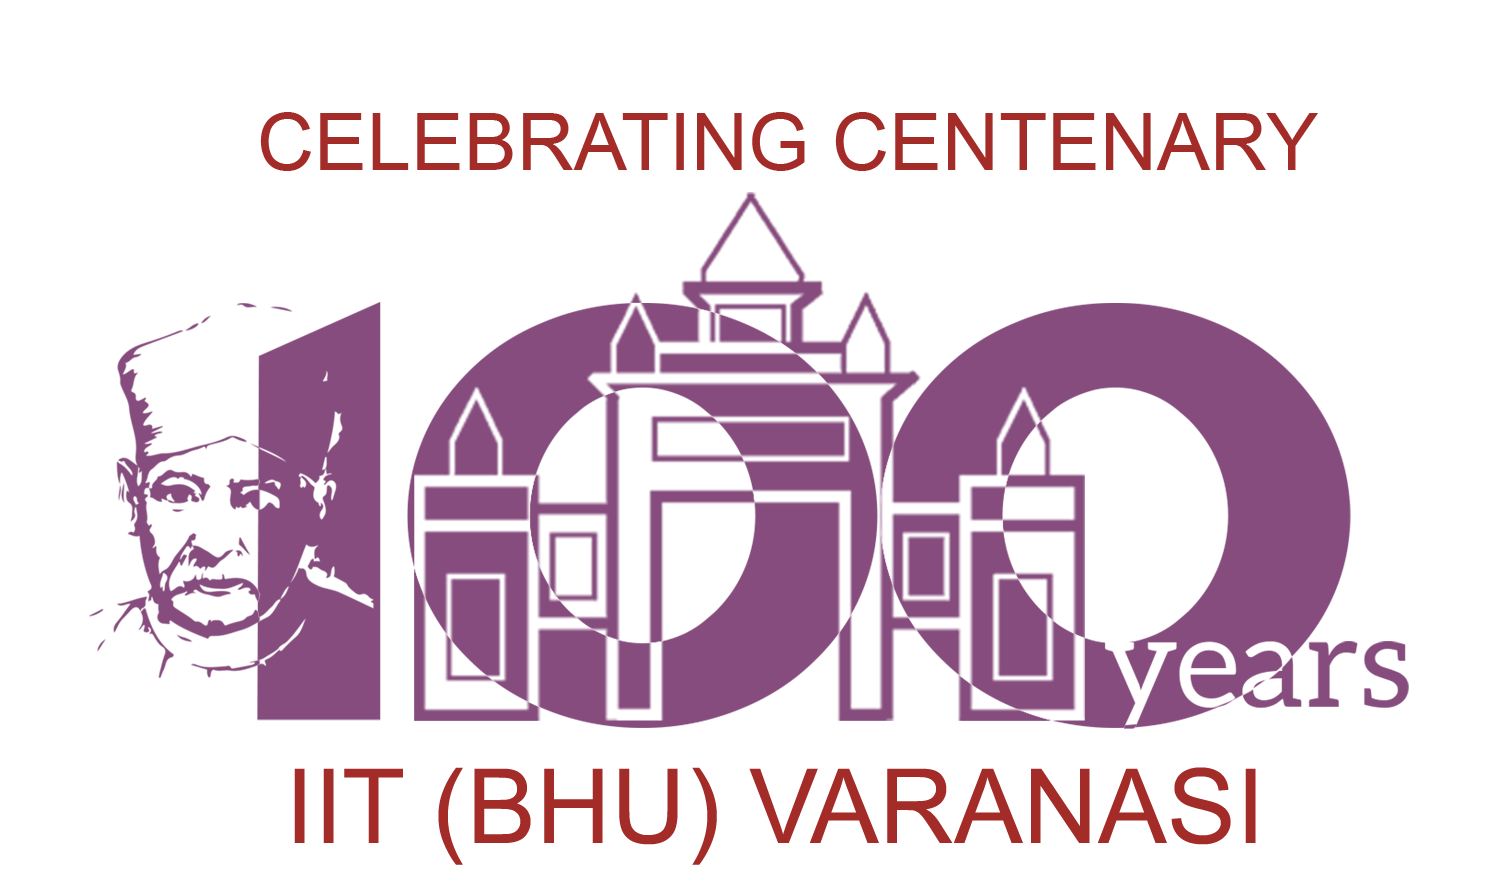 CELEBRATING CENTENARY
100
years
IIT (BHU) VARANASI